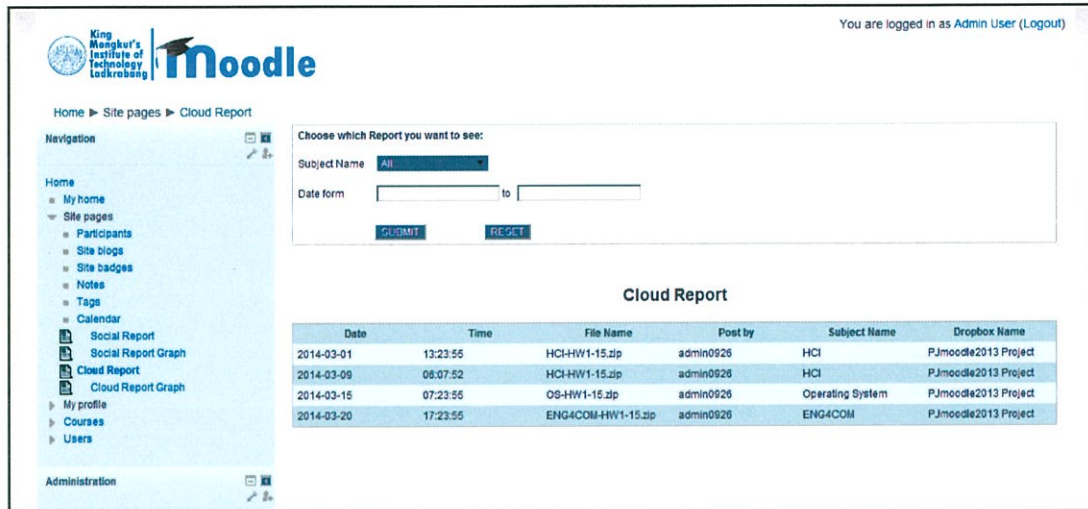 You are logged in as Admin User (Logout)
King
Mongkut's
Institute of
Technology
Ladkrabang
moodle
Home ► Site pages ► Cloud Report
Navigation
Home
My home
Site pages
Participants
Site blogs
Site badges
Notes
Tags
Calendar
Social Report
Social Report Graph
Cloud Report
Cloud Report Graph
My profile
Courses
Users
Administration
Choose which Report you want to see:
Subject Name All
Date form to
SUBMIT RESET
Cloud Report
Date Time File Name Post by Subject Name Dropbox Name
2014-03-01 13:23:55 HCI-HW1-15.zip admin0926 HCI PJmoodle2013 Project
2014-03-09 06:07:52 HCI-HW1-15.zip admin0926 HCI PJmoodle2013 Project
2014-03-15 07:23:55 OS-HW1-15.zip admin0926 Operating System PJmoodle2013 Project
2014-03-20 17:23:55 ENG4COM-HW1-15.zip admin0926 ENG4COM PJmoodle2013 Project